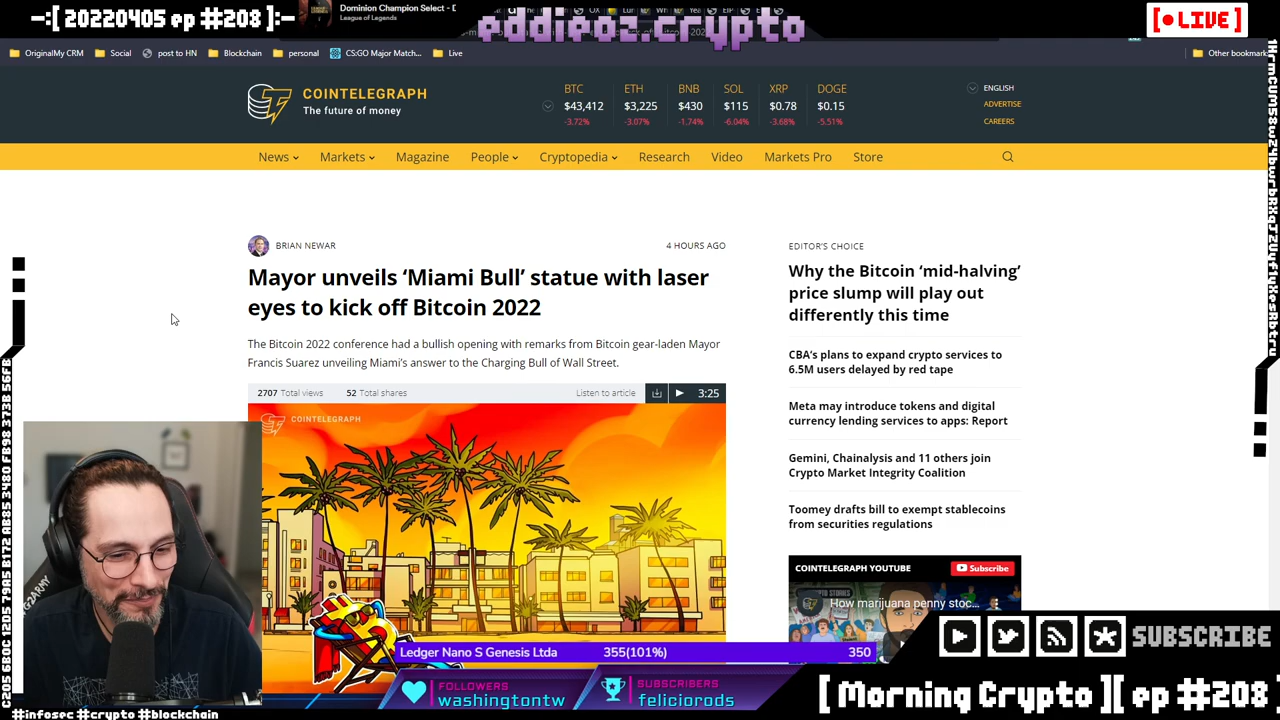 -:[ 20220405 ep #208 ]:-
Dominion Champion Select - D
League of Legends
eddieoz.crypto
[ LIVE ]
OriginalMy CRM
Social
post to HN
Blockchain
personal
CS:GO Major Match...
Live
Other bookmark
COINTELEGRAPH
The future of money
BTC ETH BNB SOL XRP DOGE
$43,412 $3,225 $430 $115 $0.78 $0.15
-3.72% -3.07% -1.74% -6.04% -3.68% -5.51%
ENGLISH
ADVERTISE
CAREERS
News Markets Magazine People Cryptopedia Research Video Markets Pro Store
BRIAN NEWAR
4 HOURS AGO
Mayor unveils ‘Miami Bull’ statue with laser
eyes to kick off Bitcoin 2022
The Bitcoin 2022 conference had a bullish opening with remarks from Bitcoin gear-laden Mayor
Francis Suarez unveiling Miami’s answer to the Charging Bull of Wall Street.
2707 Total views
52 Total shares
Listen to article
3:25
COINTELEGRAPH
EDITOR’S CHOICE
Why the Bitcoin ‘mid-halving’
price slump will play out
differently this time
CBA’s plans to expand crypto services to
6.5M users delayed by red tape
Meta may introduce tokens and digital
currency lending services to apps: Report
Gemini, Chainalysis and 11 others join
Crypto Market Integrity Coalition
Toomey drafts bill to exempt stablecoins
from securities regulations
COINTELEGRAPH YOUTUBE
Subscribe
How marijuana penny stoc...
Ledger Nano S Genesis Ltda
355(101%)
350
FOLLOWERS
washingtontw
SUBSCRIBERS
feliciorods
SUBSCRIBE
[ Morning Crypto ][ ep #208
#infosec #crypto #blockchain